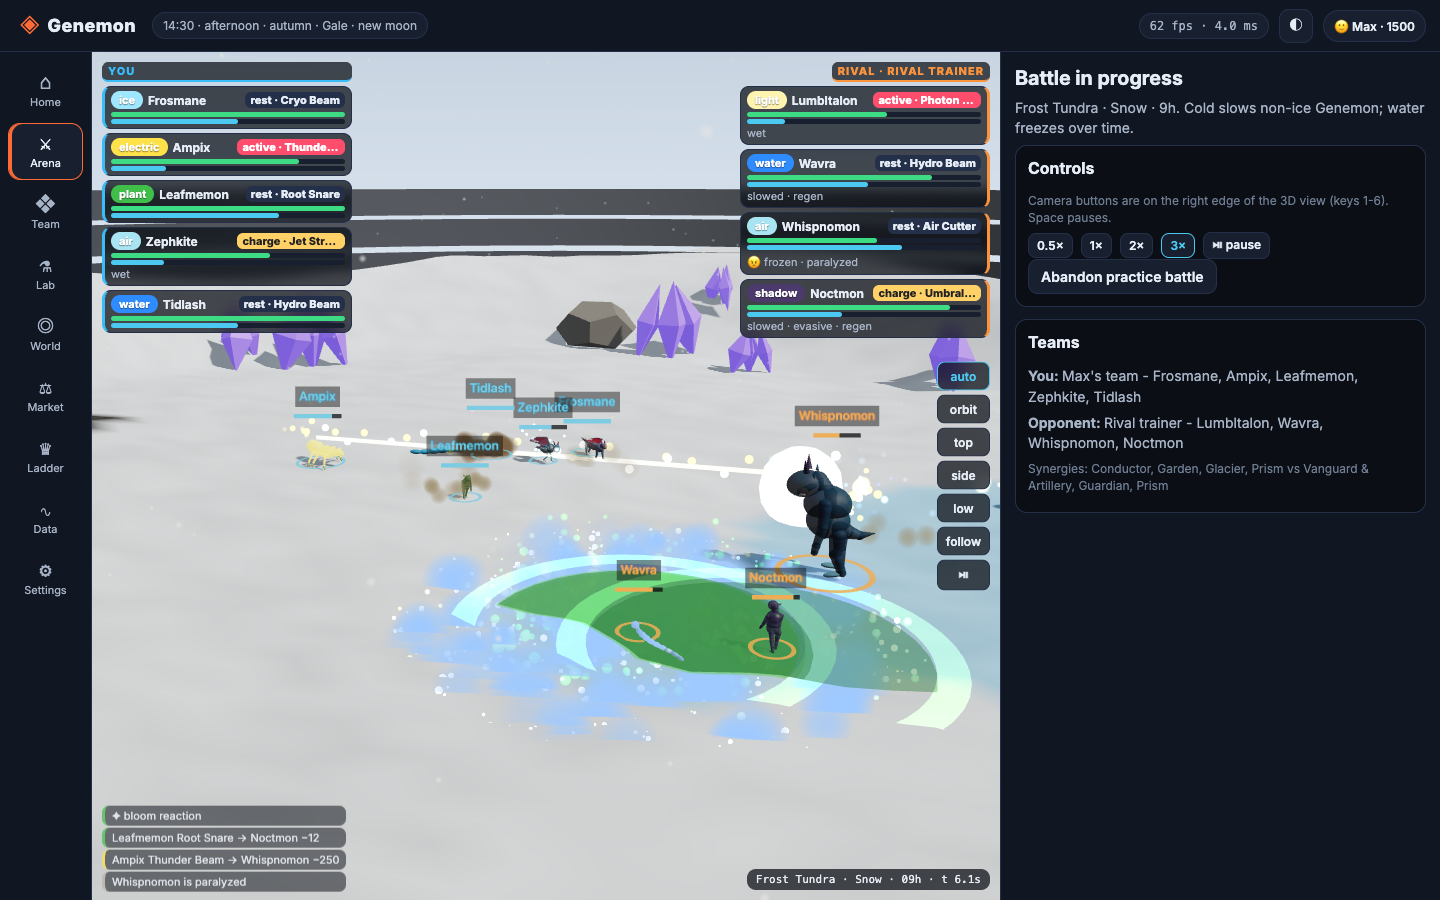 Genemon
14:30 · afternoon · autumn · Gale · new moon
62 fps · 4.0 ms
Max · 1500
Home
Arena
Team
Lab
World
Market
Ladder
Data
Settings
YOU
ice Frosmane rest · Cryo Beam
electric Ampix active · Thunde...
plant Leafmemon rest · Root Snare
air Zephkite charge · Jet Str...
wet
water Tidlash rest · Hydro Beam
RIVAL · RIVAL TRAINER
light Lumbltalon active · Photon ...
wet
water Wavra rest · Hydro Beam
slowed · regen
air Whispnomon rest · Air Cutter
frozen · paralyzed
shadow Noctmon charge · Umbral...
slowed · evasive · regen
auto
orbit
top
side
low
follow
Ampix
Tidlash
Zephkite
Leafmemon
Whispnomon
Wavra
Noctmon
✦ bloom reaction
Leafmemon Root Snare → Noctmon −12
Ampix Thunder Beam → Whispnomon −250
Whispnomon is paralyzed
Frost Tundra · Snow · 09h · t 6.1s
Battle in progress
Frost Tundra · Snow · 9h. Cold slows non-ice Genemon; water
freezes over time.
Controls
Camera buttons are on the right edge of the 3D view (keys 1-6).
Space pauses.
0.5× 1× 2× 3× pause
Abandon practice battle
Teams
You: Max's team - Frosmane, Ampix, Leafmemon,
Zephkite, Tidlash
Opponent: Rival trainer - Lumbltalon, Wavra,
Whispnomon, Noctmon
Synergies: Conductor, Garden, Glacier, Prism vs Vanguard &
Artillery, Guardian, Prism